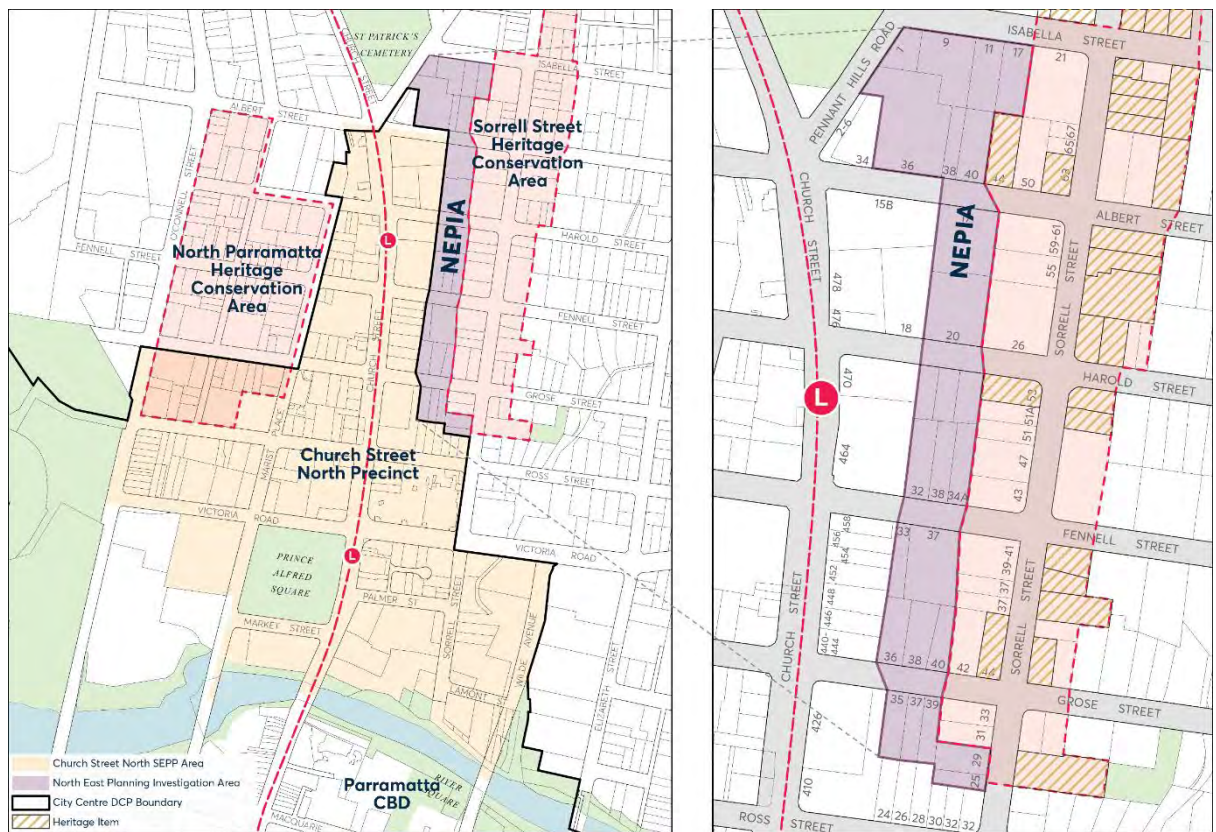 ST PATRICK'S
CEMETERY
CHURCH STREET
ISABELLA
STREET
ALBERT
STREET
Sorrell Street
Heritage
Conservation
Area
NEPIA
L
O'CONNELL STREET
North Parramatta
Heritage
Conservation
Area
FENNELL STREET
HAROLD
STREET
FENNELL
STREET
CHURCH STREET
GROSE STREET
MARIST PLACE
Church Street
North Precinct
ROSS
STREET
VICTORIA ROAD
VICTORIA ROAD
L
PRINCE
ALFRED
SQUARE
PALMER ST
SORRELL STREET
WILDE AVENUE
MARKET STREET
LAMONT
ELIZABETH STREET
Parramatta
CBD
RIVER
SQUARE
MACQUARIE
Church Street North SEPP Area
North East Planning Investigation Area
City Centre DCP Boundary
Heritage Item
PENNANT HILLS ROAD
ISABELLA
STREET
1
9
11
17
21
2-6
34
36
38
40
44
50
63
65,67
15B
ALBERT
STREET
CHURCH STREET
NEPIA
478
476
55
59-61
SORRELL STREET
18
20
26
HAROLD
STREET
L
470
494
53
51A
51
47
43
32
38
34A
FENNELL
STREET
33
37
458
456
454
452
448
446
440-
444
39-41
37
37
SORRELL STREET
CHURCH STREET
36
38
40
42
44
GROSE
STREET
35
37
39
33
31
29
25
426
410
ROSS
STREET
24
26
28
30
32
32